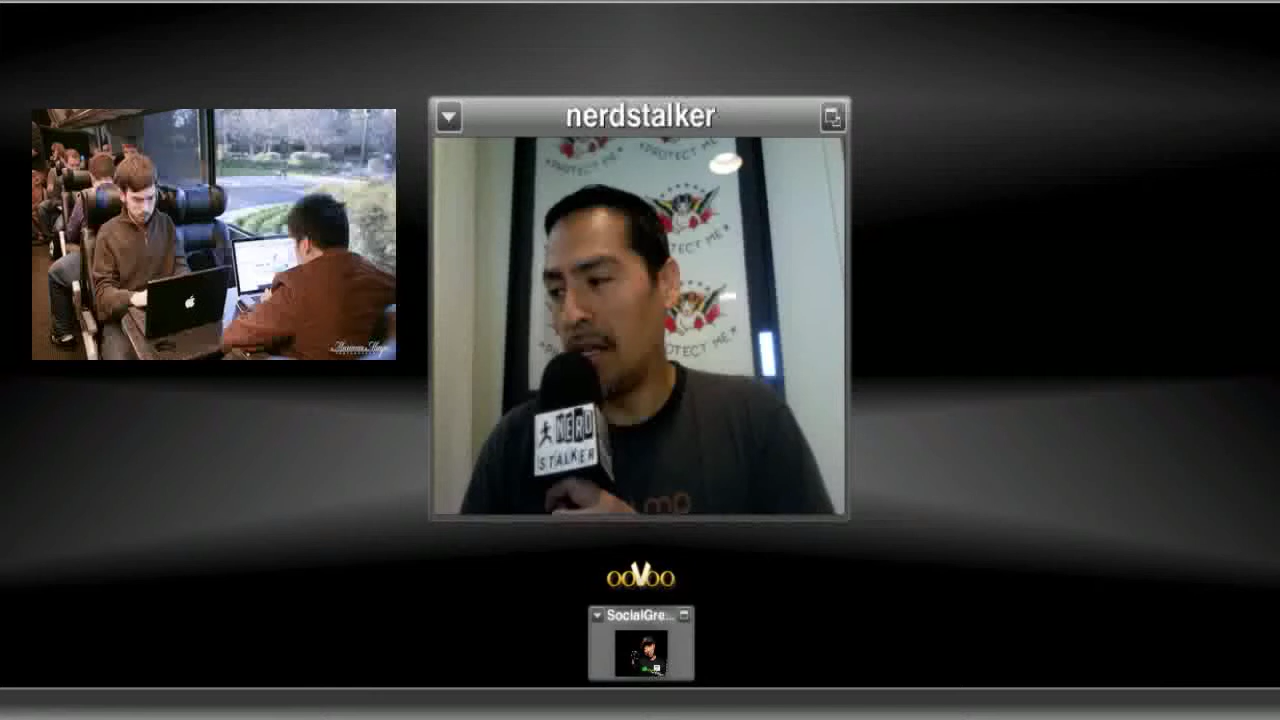 nerdstalker
PROTECT ME
PROTECT ME
PROTECT ME
NERD
STALKER
ooVoo
SocialGre...